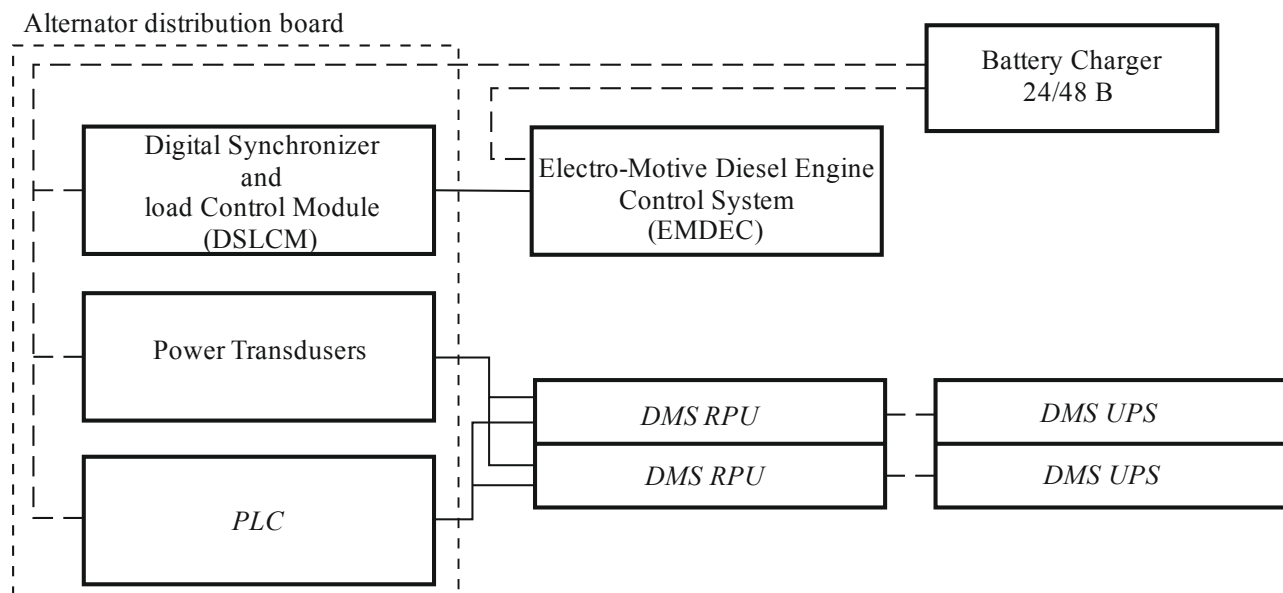 Alternator distribution board
Battery Charger
24/48 B
Digital Synchronizer
and
load Control Module
(DSLCM)
Electro-Motive Diesel Engine
Control System
(EMDEC)
Power Transdusers
DMS RPU
DMS UPS
DMS RPU
DMS UPS
PLC